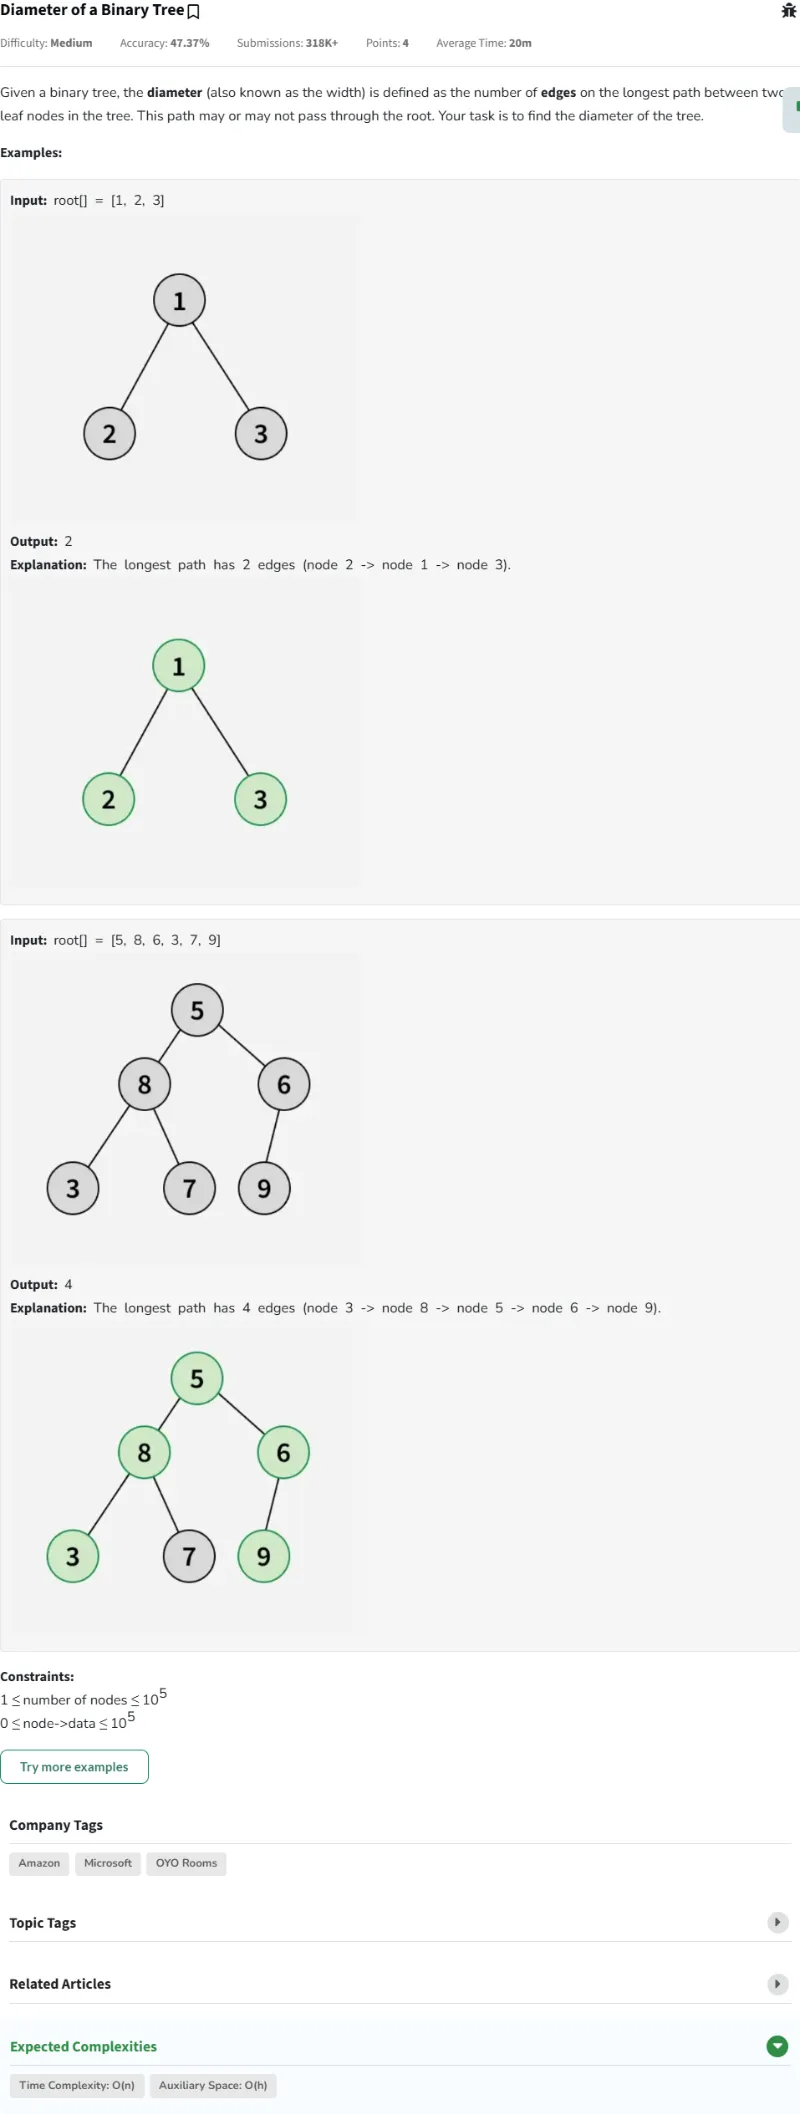 Diameter of a Binary Tree
Difficulty: Medium Accuracy: 47.37% Submissions: 318K+ Points: 4 Average Time: 20m
Given a binary tree, the diameter (also known as the width) is defined as the number of edges on the longest path between two
leaf nodes in the tree. This path may or may not pass through the root. Your task is to find the diameter of the tree.
Examples:
Input: root[] = [1, 2, 3]
1
2 3
Output: 2
Explanation: The longest path has 2 edges (node 2 -> node 1 -> node 3).
1
2 3
Input: root[] = [5, 8, 6, 3, 7, 9]
5
8 6
3 7 9
Output: 4
Explanation: The longest path has 4 edges (node 3 -> node 8 -> node 5 -> node 6 -> node 9).
5
8 6
3 7 9
Constraints:
1 ≤ number of nodes ≤ 10^5
0 ≤ node->data ≤ 10^5
Try more examples
Company Tags
Amazon Microsoft OYO Rooms
Topic Tags
Related Articles
Expected Complexities
Time Complexity: O(n) Auxiliary Space: O(h)